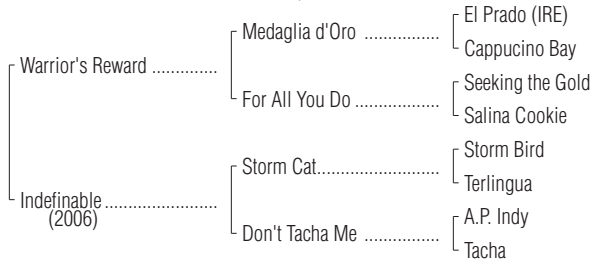 El Prado (IRE)
Medaglia d'Oro ................
Cappucino Bay
Warrior's Reward ..............
Seeking the Gold
For All You Do ..................
Salina Cookie
Storm Bird
Storm Cat..........................
Terlingua
Indefinable ........................
(2006)
A.P. Indy
Don't Tacha Me ................
Tacha